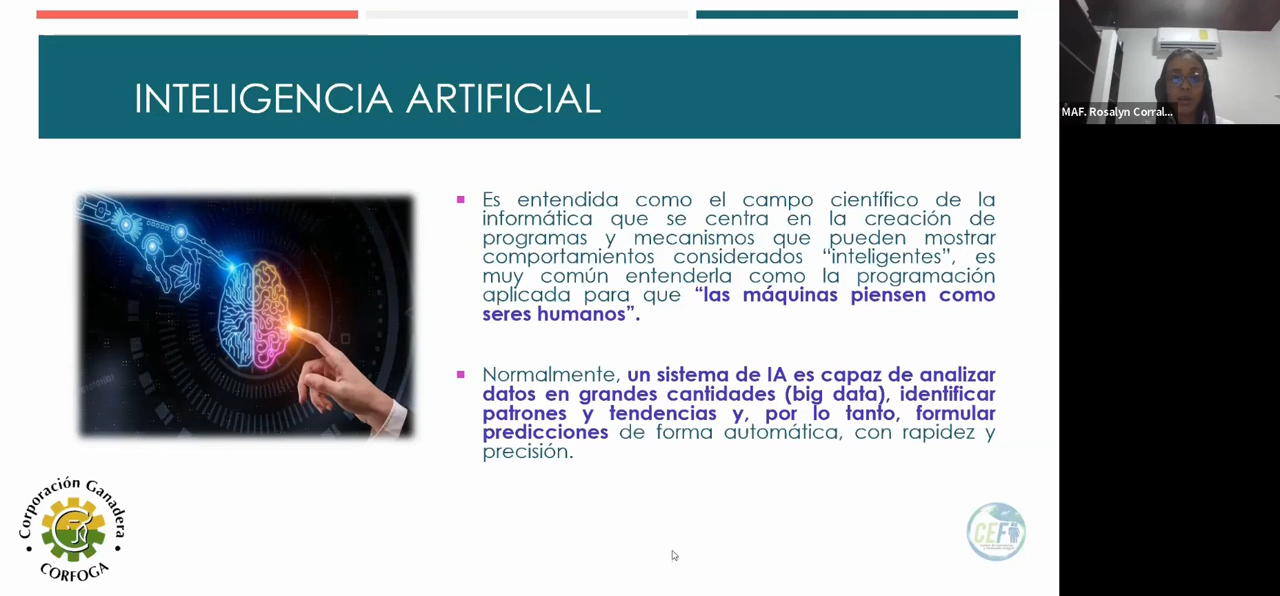 INTELIGENCIA ARTIFICIAL
MAF. Rosalyn Corral...
Es entendida como el campo científico de la
informática que se centra en la creación de
programas y mecanismos que pueden mostrar
comportamientos considerados “inteligentes”, es
muy común entenderla como la programación
aplicada para que “las máquinas piensen como
seres humanos”.
Normalmente, un sistema de IA es capaz de analizar
datos en grandes cantidades (big data), identificar
patrones y tendencias y, por lo tanto, formular
predicciones de forma automática, con rapidez y
precisión.
Corporación Ganadera
CORFOGA
CEFI